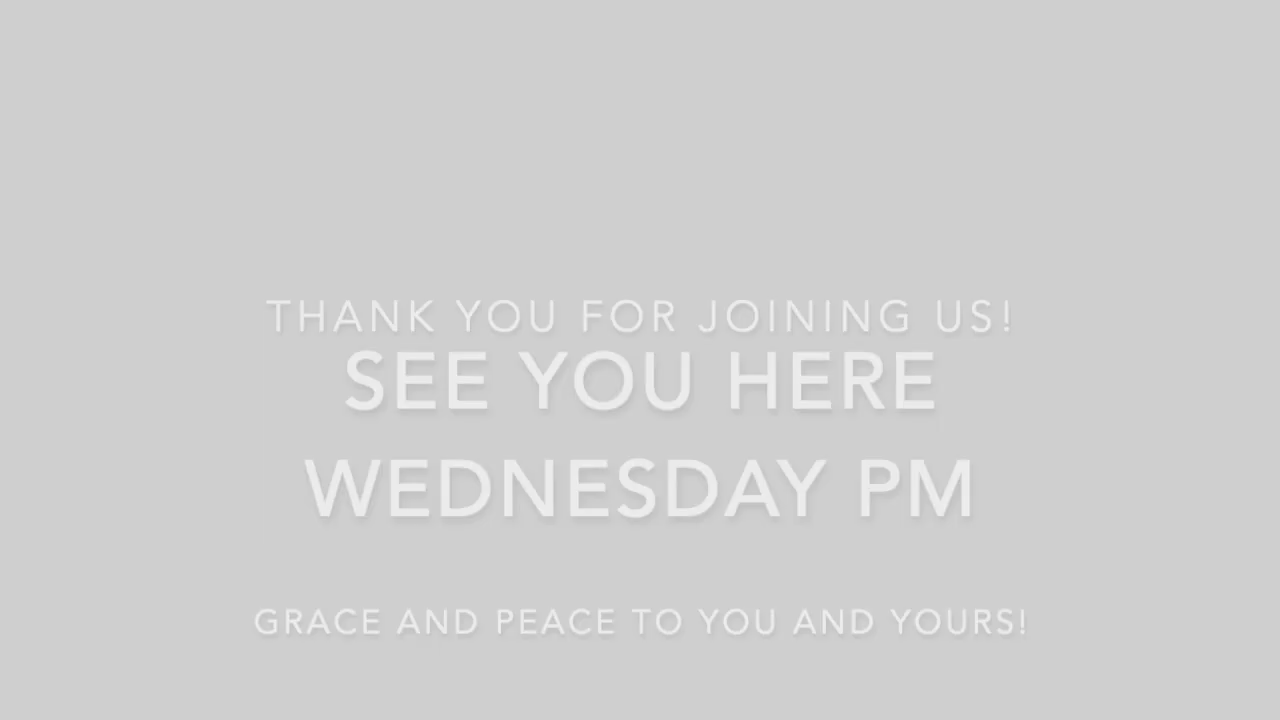 THANK YOU FOR JOINING US!
SEE YOU HERE
WEDNESDAY PM
GRACE AND PEACE TO YOU AND YOURS!